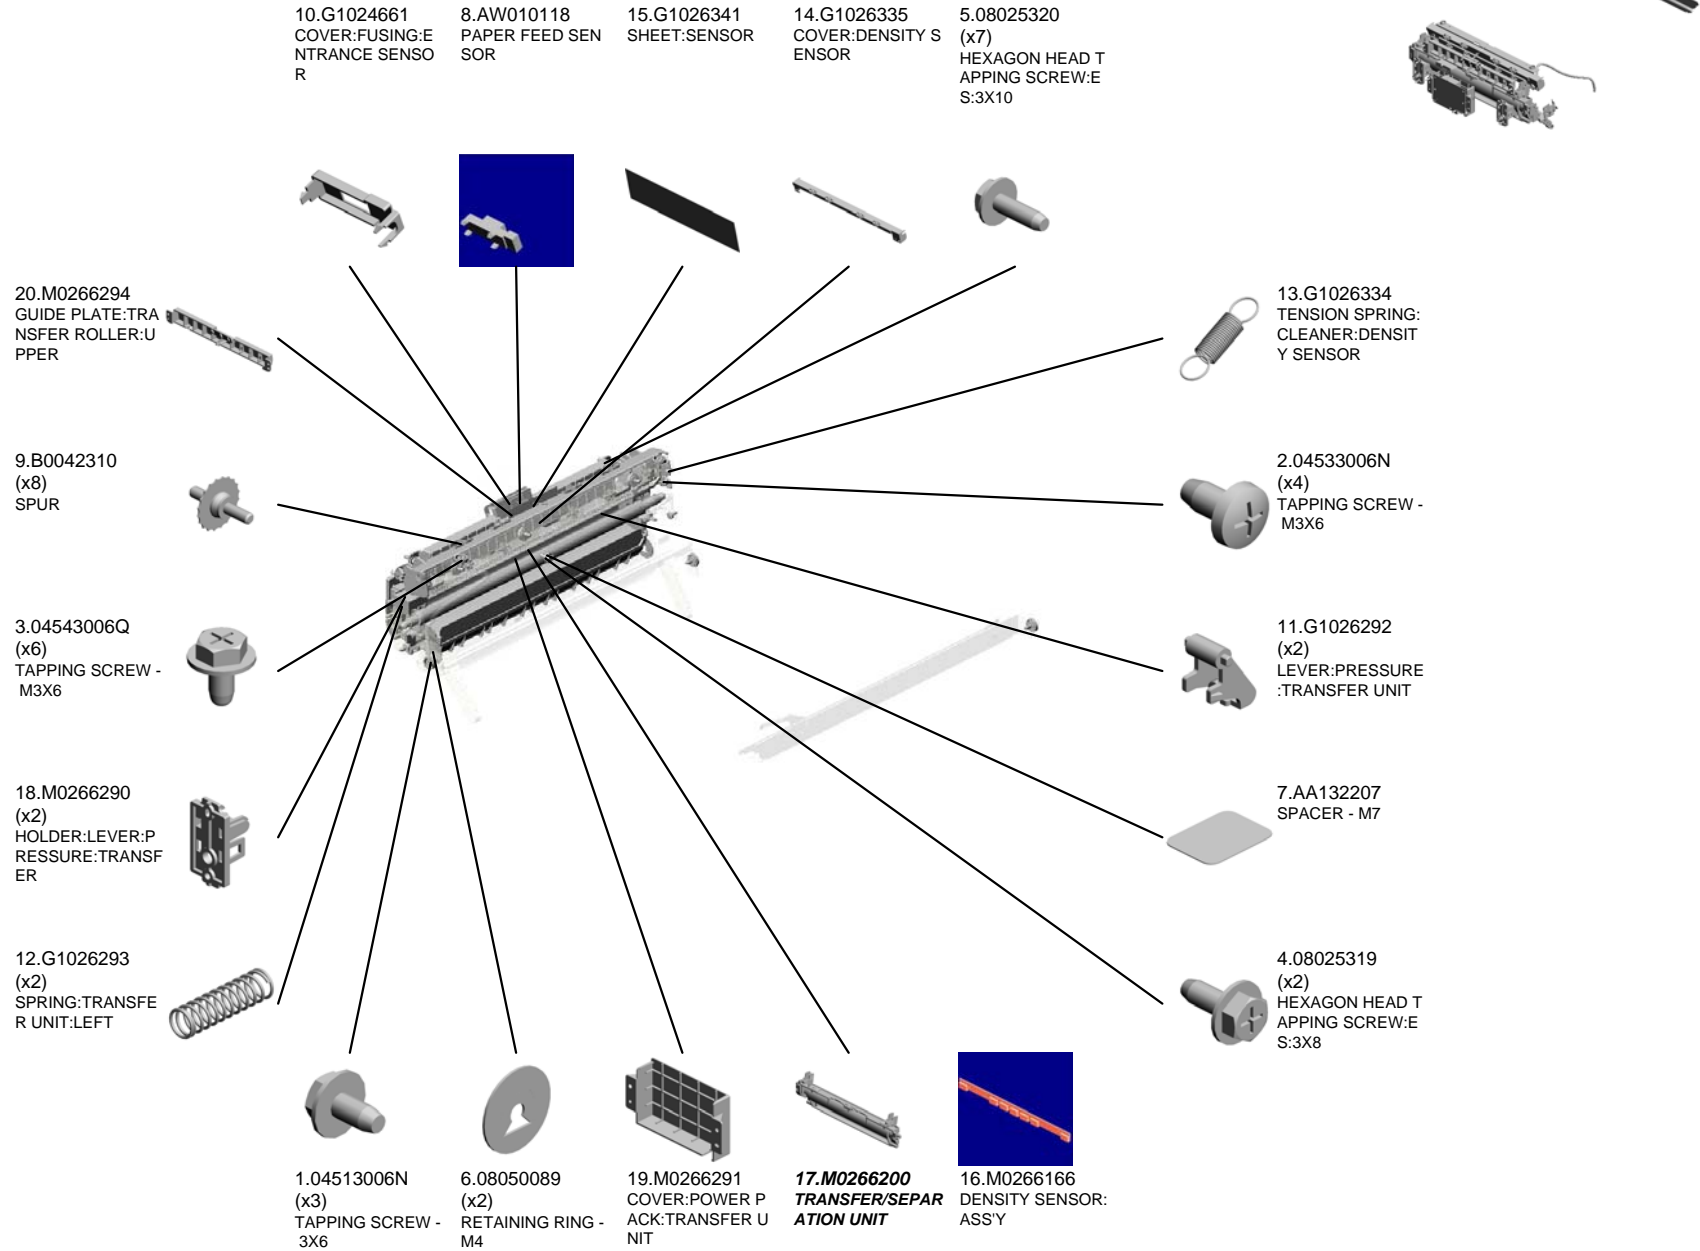 10.G1024661
COVER:FUSING:E
NTRANCE SENSO
R
8.AW010118
PAPER FEED SEN
SOR
15.G1026341
SHEET:SENSOR
14.G1026335
COVER:DENSITY S
ENSOR
5.08025320
(x7)
HEXAGON HEAD T
APPING SCREW:E
S:3X10
20.M0266294
GUIDE PLATE:TRA
NSFER ROLLER:U
PPER
13.G1026334
TENSION SPRING:
CLEANER:DENSIT
Y SENSOR
9.B0042310
(x8)
SPUR
2.04533006N
(x4)
TAPPING SCREW -
M3X6
3.04543006Q
(x6)
TAPPING SCREW -
M3X6
11.G1026292
(x2)
LEVER:PRESSURE
:TRANSFER UNIT
18.M0266290
(x2)
HOLDER:LEVER:P
RESSURE:TRANSF
ER
7.AA132207
SPACER - M7
12.G1026293
(x2)
SPRING:TRANSFE
R UNIT:LEFT
4.08025319
(x2)
HEXAGON HEAD T
APPING SCREW:E
S:3X8
1.04513006N
(x3)
TAPPING SCREW -
3X6
6.08050089
(x2)
RETAINING RING -
M4
19.M0266291
COVER:POWER P
ACK:TRANSFER U
NIT
17.M0266200
TRANSFER/SEPAR
ATION UNIT
16.M0266166
DENSITY SENSOR:
ASS'Y